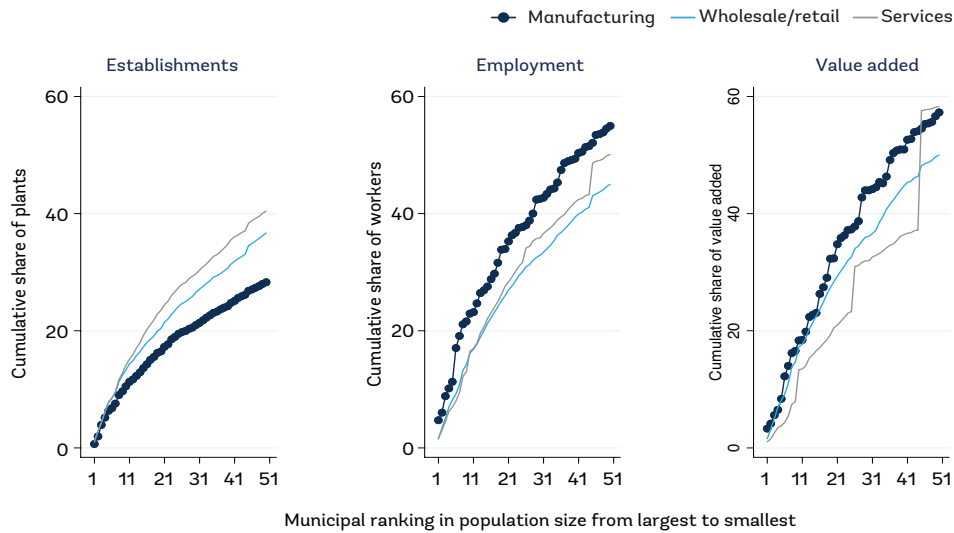 Manufacturing Wholesale/retail Services
Establishments
Employment
Value added
Cumulative share of plants
60
40
20
0
1 11 21 31 41 51
Cumulative share of workers
60
40
20
0
1 11 21 31 41 51
Cumulative share of value added
60
40
20
0
1 11 21 31 41 51
Municipal ranking in population size from largest to smallest